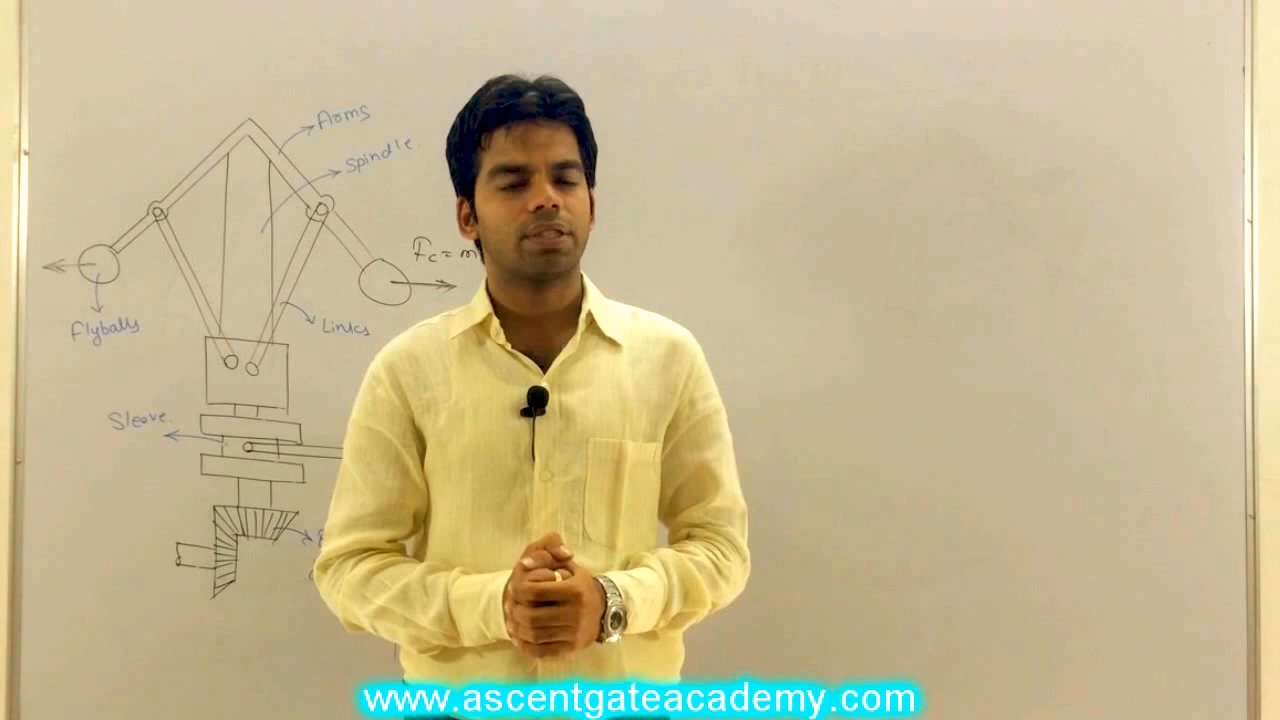 Arms
Spindle.
Fc = m
Flyballs
Links
Sleeve.
www.ascentgateacademy.com